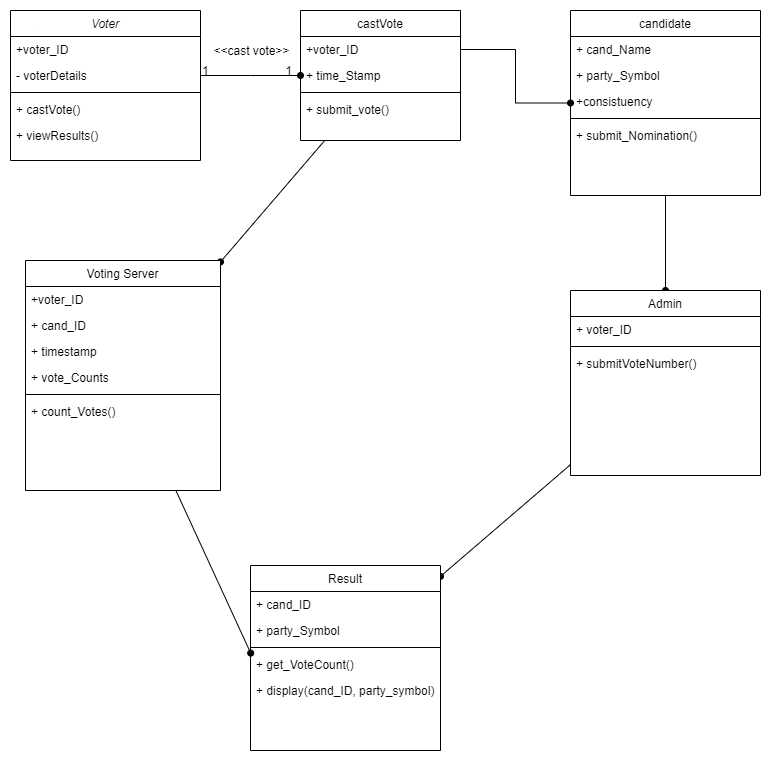 Voter
+voter_ID
- voterDetails
+ castVote()
+ viewResults()
<<cast vote>>
1
1
castVote
+voter_ID
+ time_Stamp
+ submit_vote()
candidate
+ cand_Name
+ party_Symbol
+consistuency
+ submit_Nomination()
Voting Server
+voter_ID
+ cand_ID
+ timestamp
+ vote_Counts
+ count_Votes()
Admin
+ voter_ID
+ submitVoteNumber()
Result
+ cand_ID
+ party_Symbol
+ get_VoteCount()
+ display(cand_ID, party_symbol)